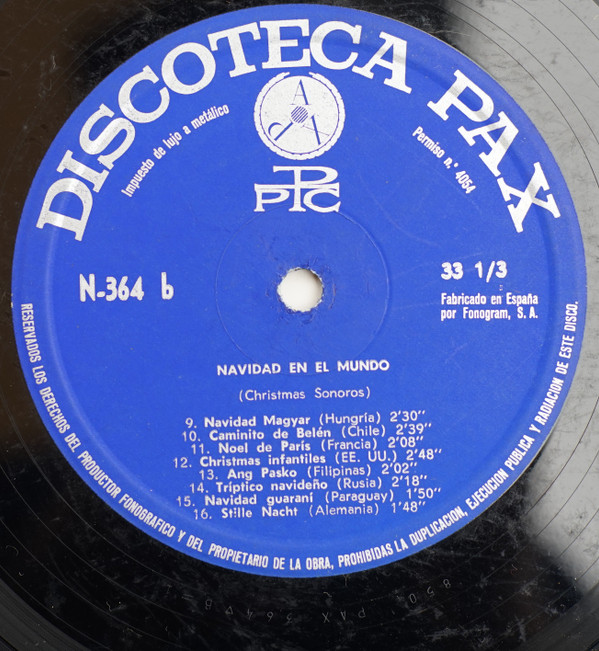 DISCOTECA PAX
Impuesto de lujo a metálico
Permiso n.° 4054
PAX
PPC
N-364 b
33 1/3
Fabricado en España
por Fonogram, S. A.
NAVIDAD EN EL MUNDO
(Christmas Sonoros)
9. Navidad Magyar (Hungría) 2'30''
10. Caminito de Belén (Chile) 2'39''
11. Noel de París (Francia) 2'08''
12. Christmas infantiles (EE. UU.) 2'48''
13. Ang Pasko (Filipinas) 2'02''
14. Tríptico navideño (Rusia) 2'18''
15. Navidad guaraní (Paraguay) 1'50''
16. Stille Nacht (Alemania) 1'48''
RESERVADOS LOS DERECHOS DEL PRODUCTOR FONOGRAFICO Y DEL PROPIETARIO DE LA OBRA, PROHIBIDAS LA DUPLICACION, EJECUCION PUBLICA Y RADIACION DE ESTE DISCO.